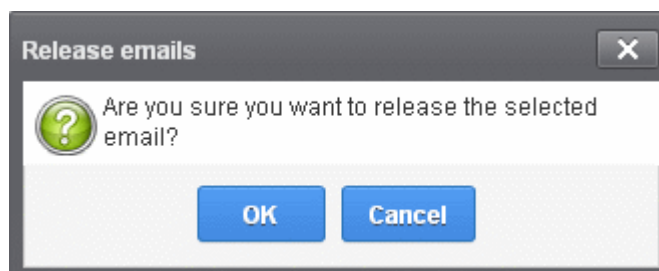 Release emails
Are you sure you want to release the selected
email?
OK
Cancel